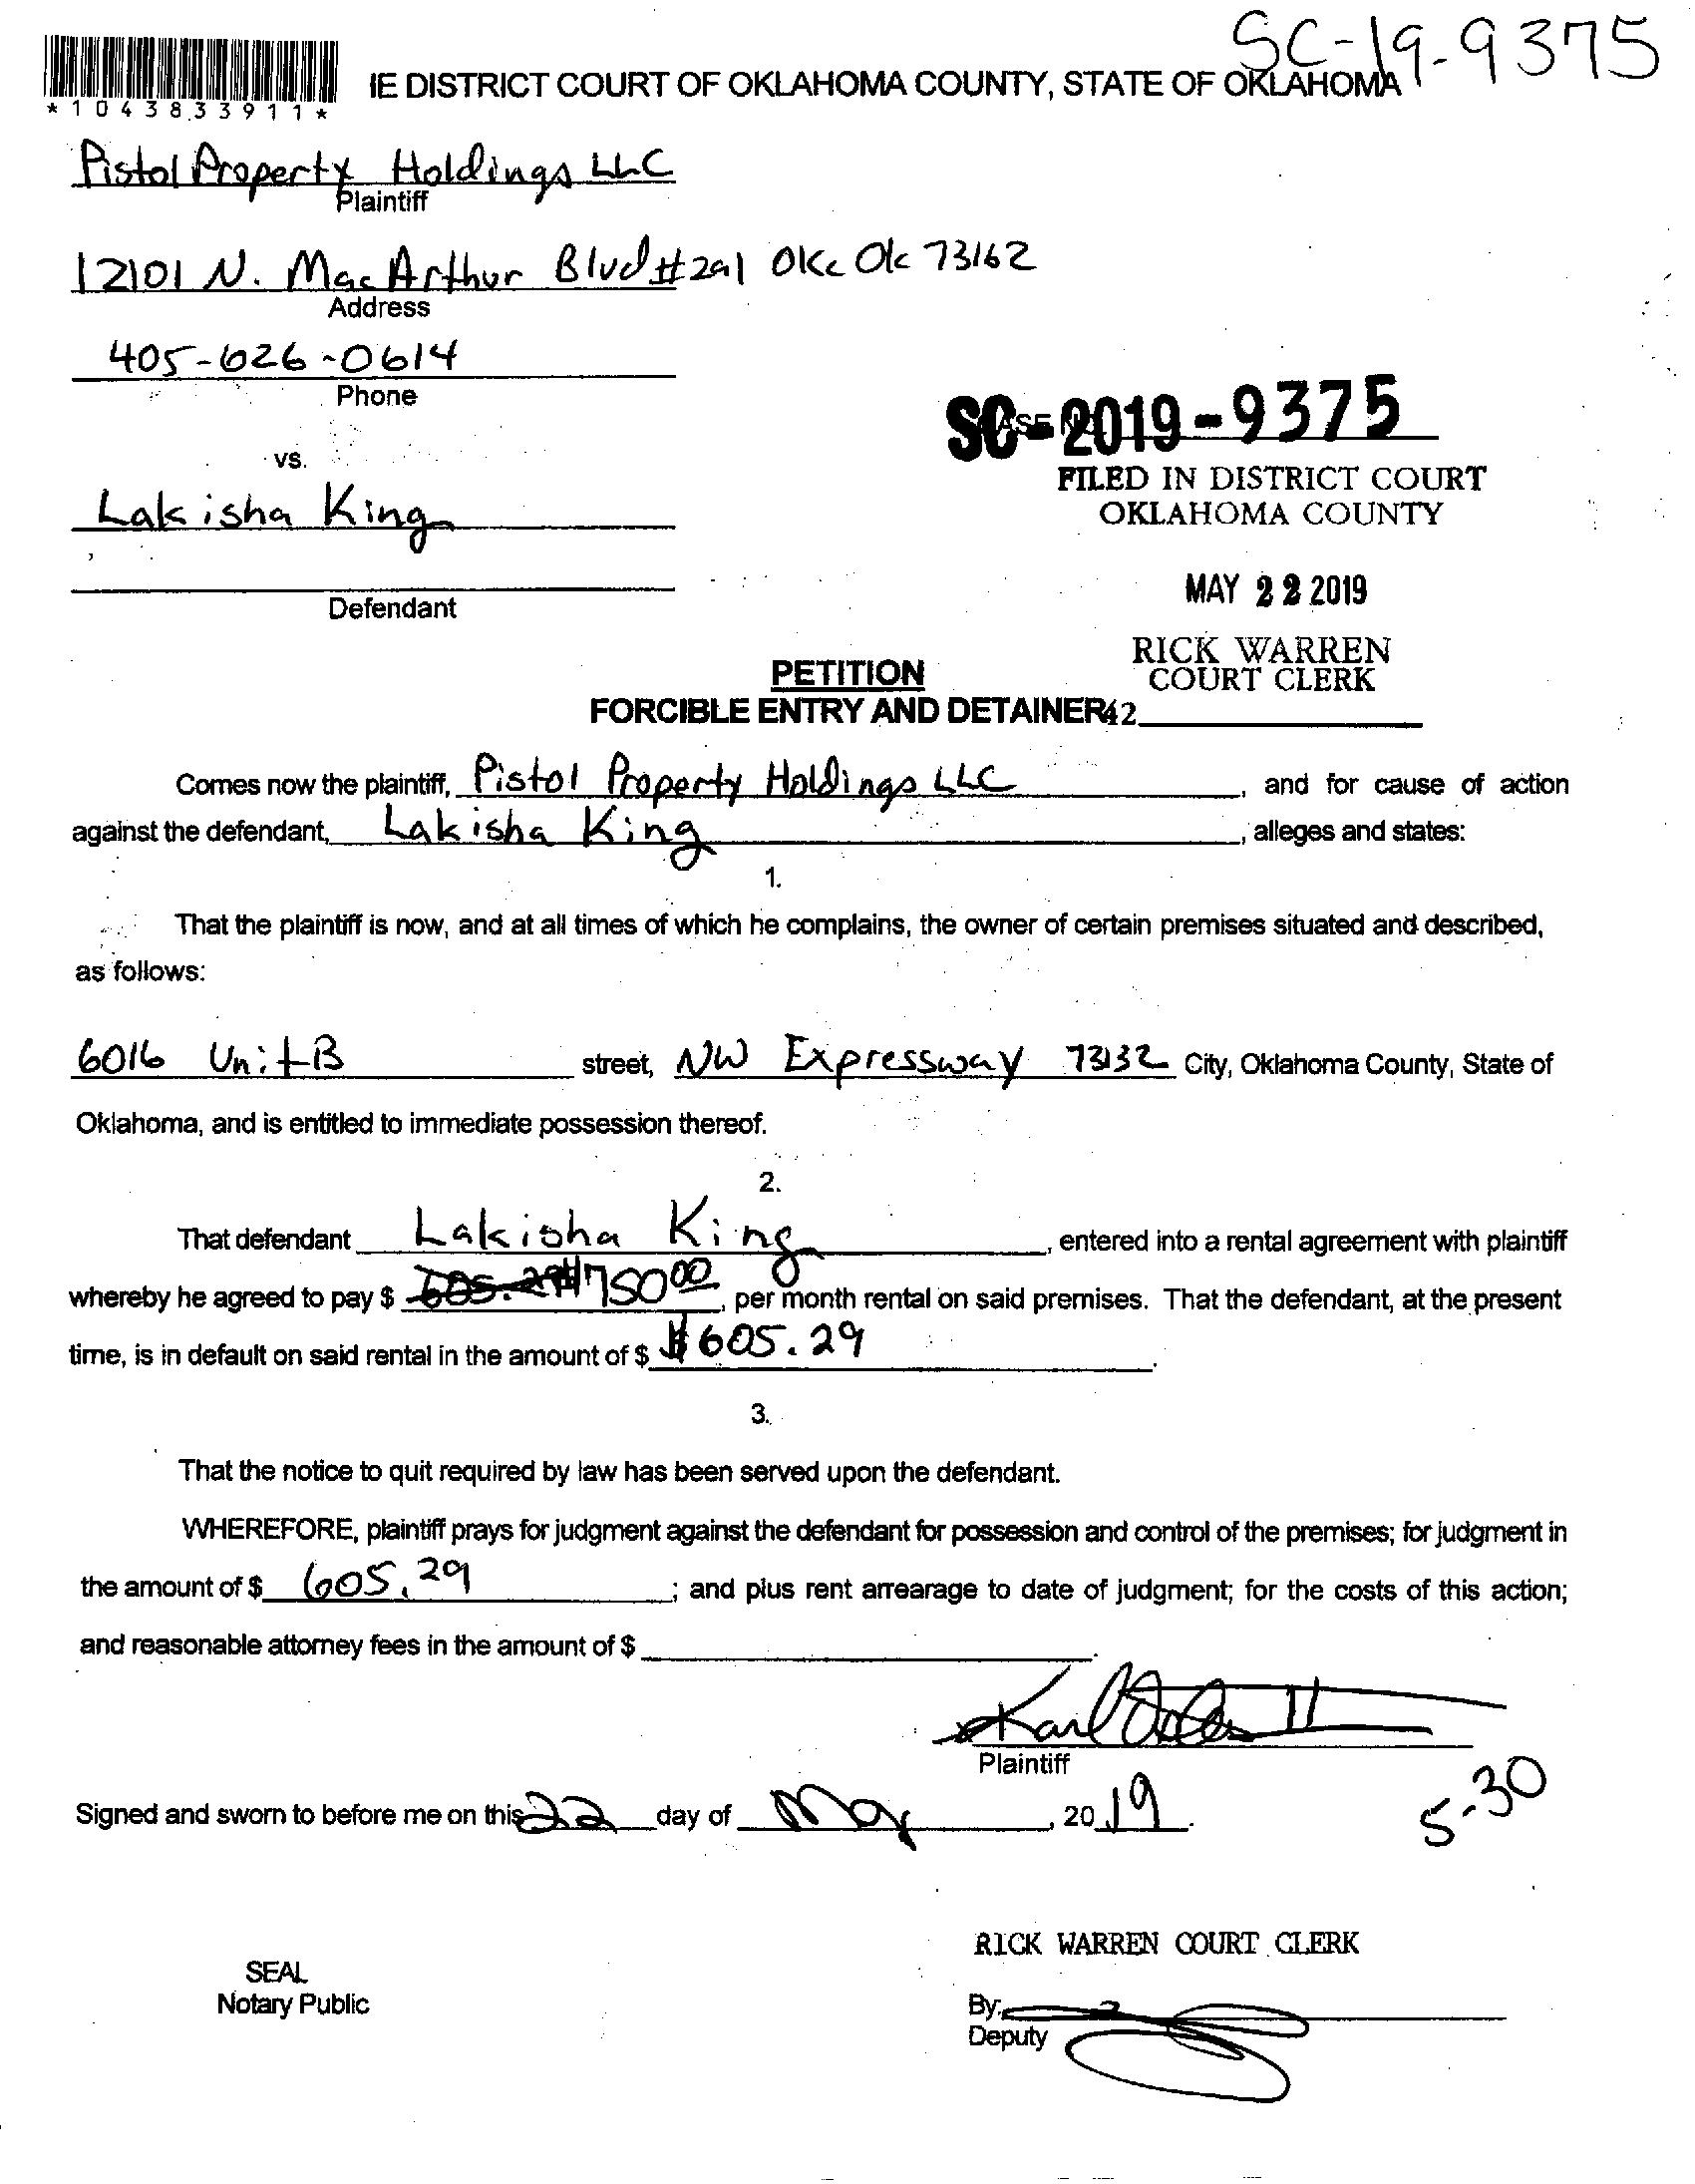 SC-19-9375
IE DISTRICT COURT OF OKLAHOMA COUNTY, STATE OF OKLAHOMA
*1043833911*
Pistol Property Holdings LLC
Plaintiff
12101 N. MacArthur Blvd #291 OKc Ok 73162
Address
405-626-0614
Phone
SC-2019-9375
vs.
FILED IN DISTRICT COURT
OKLAHOMA COUNTY
Lakisha King
MAY 22 2019
Defendant
RICK WARREN
COURT CLERK
PETITION
FORCIBLE ENTRY AND DETAINER 42
Comes now the plaintiff, Pistol Property Holdings LLC, and for cause of action
against the defendant, Lakisha King, alleges and states:
1.
That the plaintiff is now, and at all times of which he complains, the owner of certain premises situated and described,
as follows:
6016 Unit B street, NW Expressway 73132 City, Oklahoma County, State of
Oklahoma, and is entitled to immediate possession thereof.
2.
That defendant Lakisha King, entered into a rental agreement with plaintiff
whereby he agreed to pay $ 605.29 750 00, per month rental on said premises. That the defendant, at the present
time, is in default on said rental in the amount of $ $605.29.
3.
That the notice to quit required by law has been served upon the defendant.
WHEREFORE, plaintiff prays for judgment against the defendant for possession and control of the premises; for judgment in
the amount of $ 605.29; and plus rent arrearage to date of judgment; for the costs of this action;
and reasonable attorney fees in the amount of $ .
Plaintiff
Signed and sworn to before me on this 22 day of May, 2019.
5-30
RICK WARREN COURT CLERK
SEAL
Notary Public
By:
Deputy